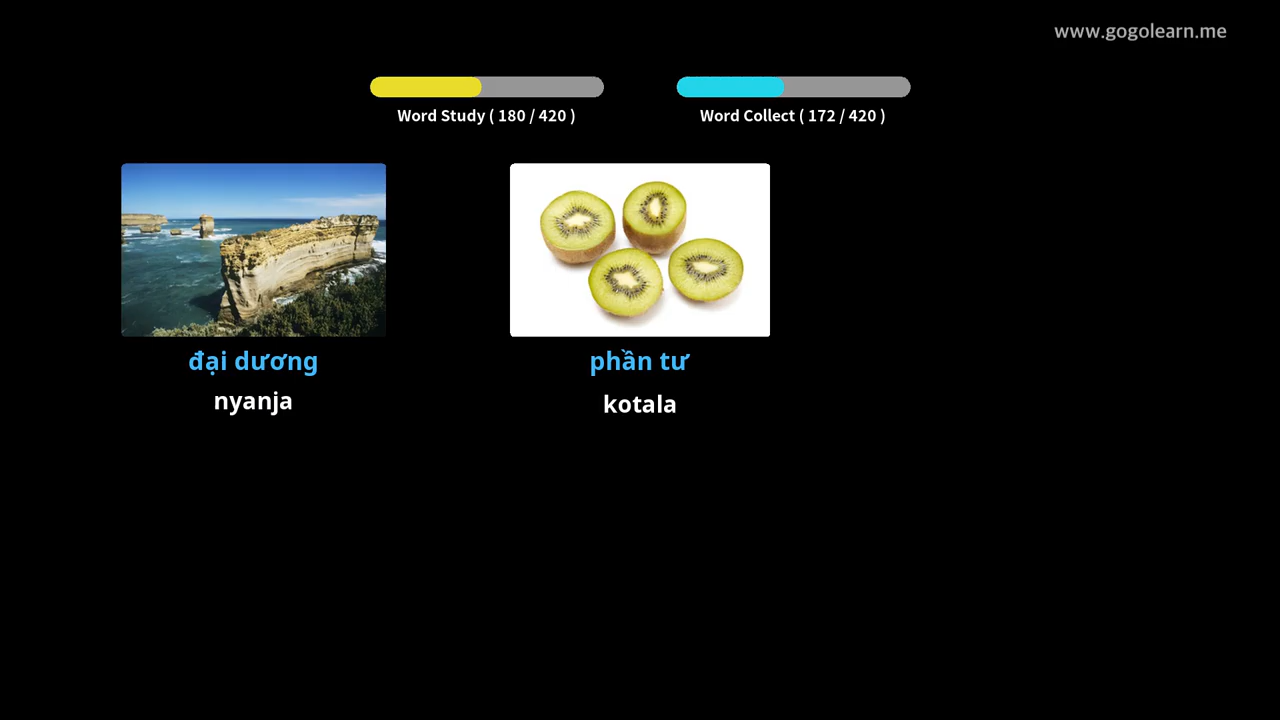 www.gogolearn.me
Word Study ( 180 / 420 )
Word Collect ( 172 / 420 )
đại dương
nyanja
phần tư
kotala